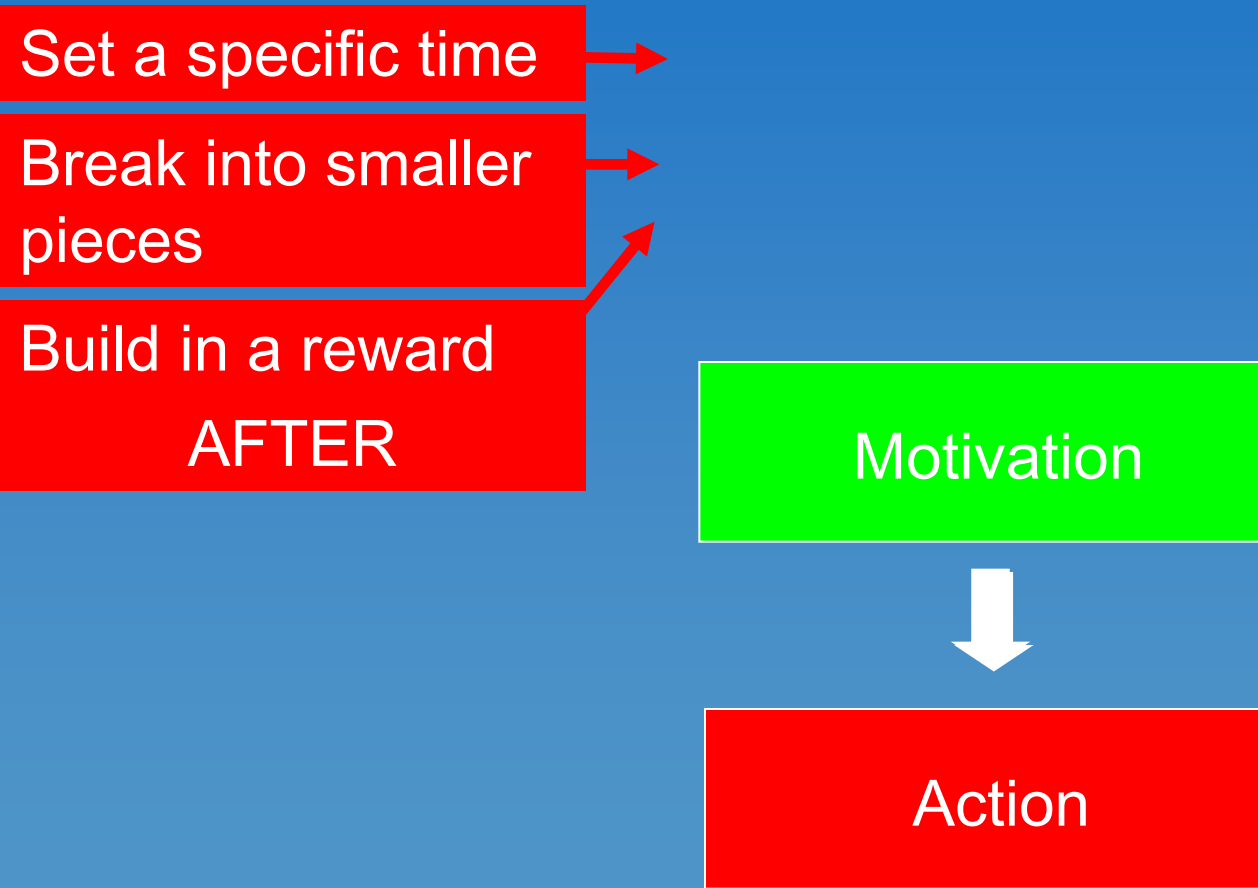 Set a specific time
Break into smaller
pieces
Build in a reward
AFTER
Motivation
Action